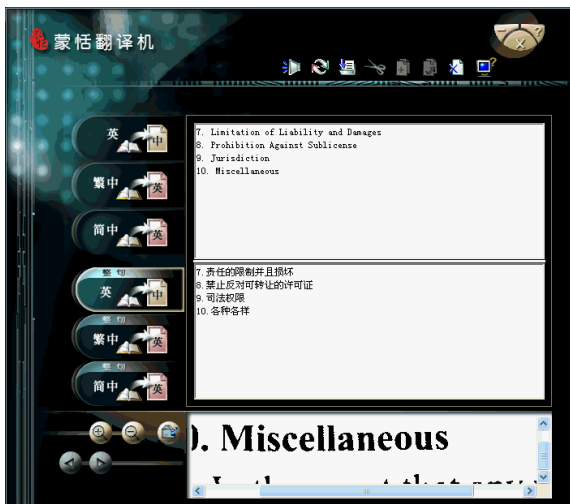 蒙恬翻译机
英 中
繁中 英
简中 英
整句
英 中
整句
繁中 英
整句
简中 英
7. Limitation of Liability and Damages
8. Prohibition Against Sublicense
9. Jurisdiction
10. Miscellaneous
7. 责任的限制并且损坏
8. 禁止反对可转让的许可证
9. 司法权限
10. 各种各样
). Miscellaneous